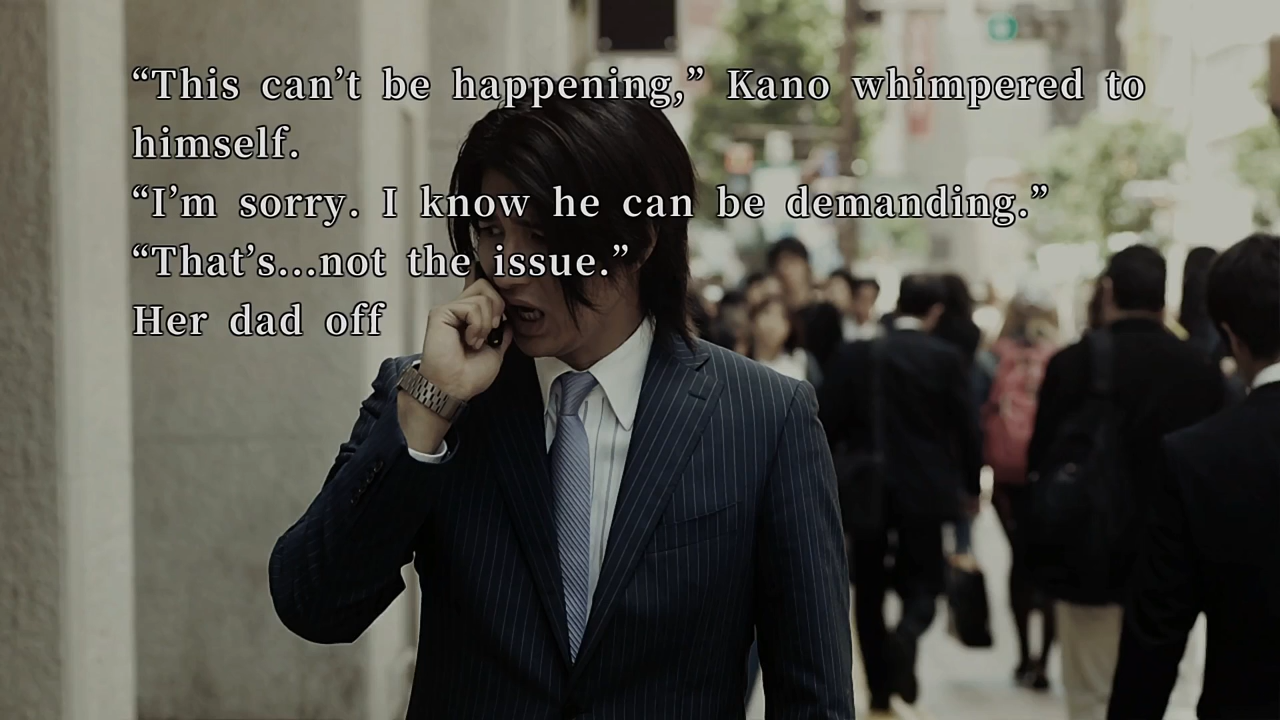 “This can’t be happening,” Kano whimpered to
himself.
“I’m sorry. I know he can be demanding.”
“That’s...not the issue.”
Her dad off